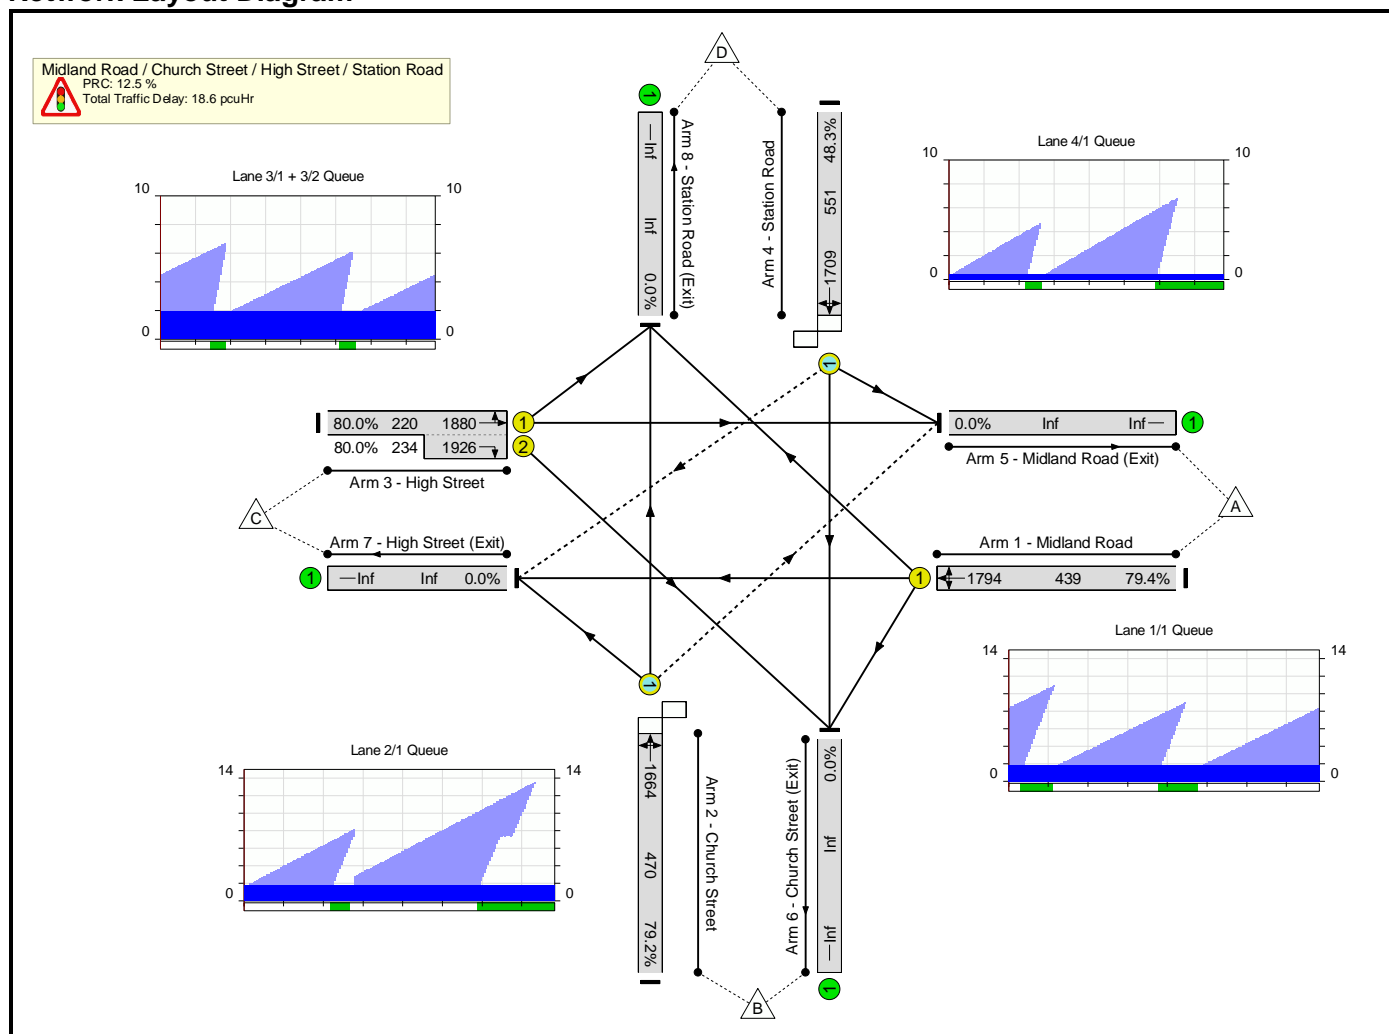 Network Layout Diagram
Midland Road / Church Street / High Street / Station Road
PRC: 12.5 %
Total Traffic Delay: 18.6 pcuHr
D
1
Inf
Inf
0.0%
Arm 8 - Station Road (Exit)
Arm 4 - Station Road
48.3%
551
1709
1
Lane 3/1 + 3/2 Queue
10
10
0
0
Lane 4/1 Queue
10
10
0
0
80.0% 220 1880
1
80.0% 234 1926
2
Arm 3 - High Street
C
Arm 7 - High Street (Exit)
1
Inf Inf 0.0%
0.0% Inf Inf
1
Arm 5 - Midland Road (Exit)
A
Arm 1 - Midland Road
1
1794 439 79.4%
Lane 1/1 Queue
14
14
0
0
Lane 2/1 Queue
14
14
0
0
1
1664
470
79.2%
Arm 2 - Church Street
Arm 6 - Church Street (Exit)
0.0%
Inf
Inf
1
B